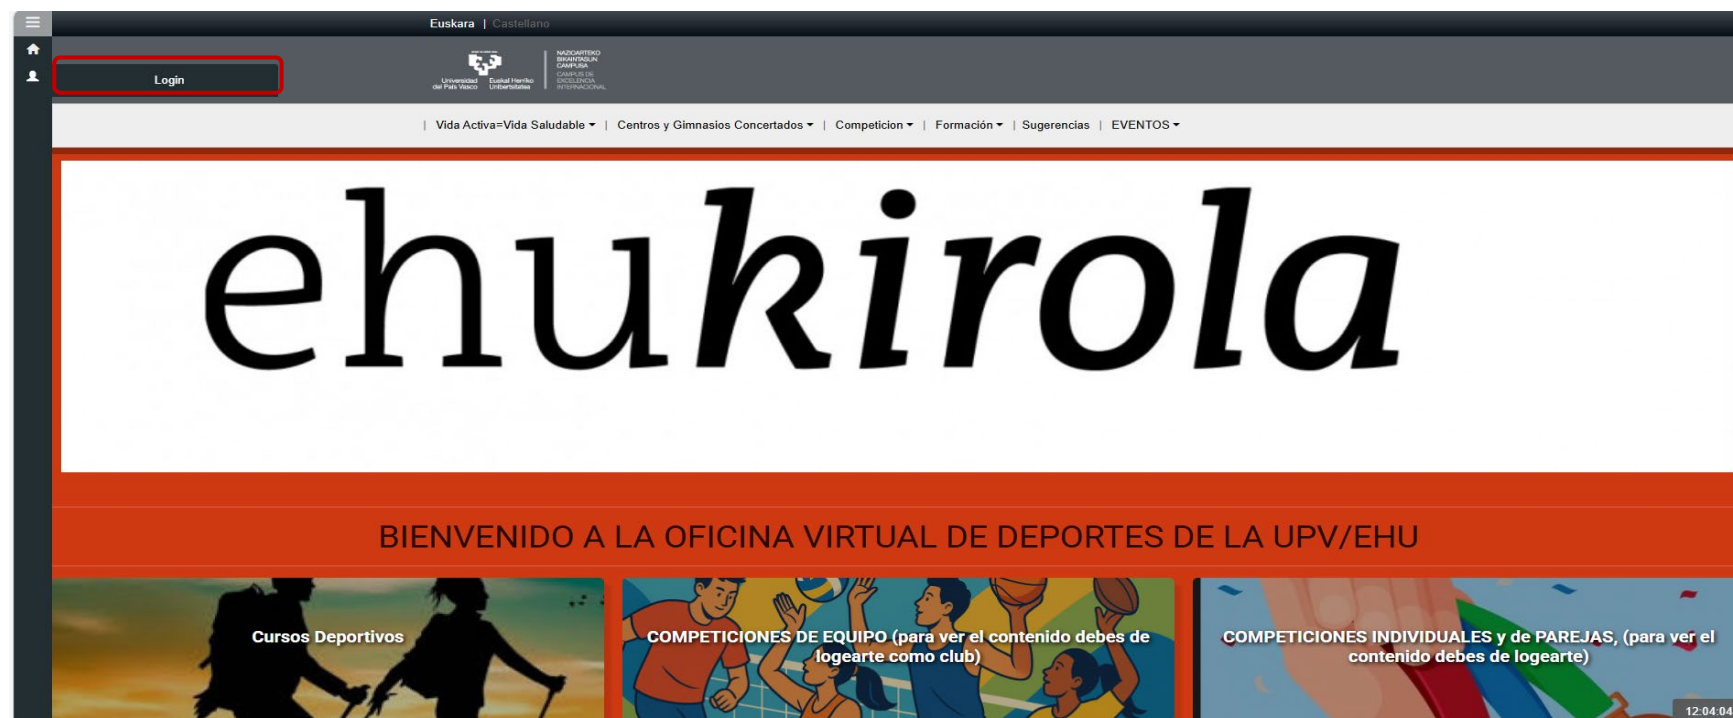 Euskara | Castellano
Login
Universidad del País Vasco
Euskal Herriko Unibertsitatea
NAZIOARTEKO
BIKAINTASUN
CAMPUSA
CAMPUS DE
EXCELENCIA
INTERNACIONAL
| Vida Activa=Vida Saludable | Centros y Gimnasios Concertados | Competicion | Formación | Sugerencias | EVENTOS
ehukirola
BIENVENIDO A LA OFICINA VIRTUAL DE DEPORTES DE LA UPV/EHU
Cursos Deportivos
COMPETICIONES DE EQUIPO (para ver el contenido debes de
logearte como club)
COMPETICIONES INDIVIDUALES y de PAREJAS, (para ver el
contenido debes de logearte)
12:04:04